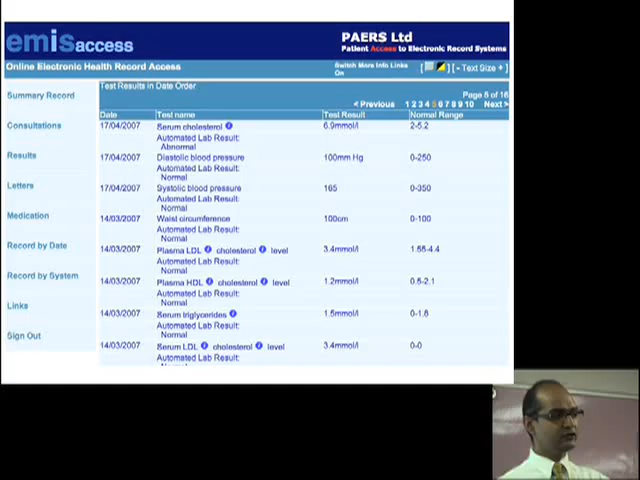 emisaccess
PAERS Ltd
Patient Access to Electronic Record Systems
Online Electronic Health Record Access
Switch More Info Links On
[ ][ - Text Size + ]
Summary Record
Consultations
Results
Letters
Medication
Record by Date
Record by System
Links
Sign Out
Test Results in Date Order
Page 5 of 16
< Previous 1 2 3 4 5 6 7 8 9 10 Next >
Date Test name Test Result Normal Range
17/04/2007 Serum cholesterol 6.9mmol/l 2-5.2
Automated Lab Result:
Abnormal
17/04/2007 Diastolic blood pressure 100mm Hg 0-250
Automated Lab Result:
Normal
17/04/2007 Systolic blood pressure 165 0-350
Automated Lab Result:
Normal
14/03/2007 Waist circumference 100cm 0-100
Automated Lab Result:
Normal
14/03/2007 Plasma LDL cholesterol level 3.4mmol/l 1.55-4.4
Automated Lab Result:
Normal
14/03/2007 Plasma HDL cholesterol level 1.2mmol/l 0.5-2.1
Automated Lab Result:
Normal
14/03/2007 Serum triglycerides 1.5mmol/l 0-1.8
Automated Lab Result:
Normal
14/03/2007 Serum LDL cholesterol level 3.4mmol/l 0-0
Automated Lab Result: